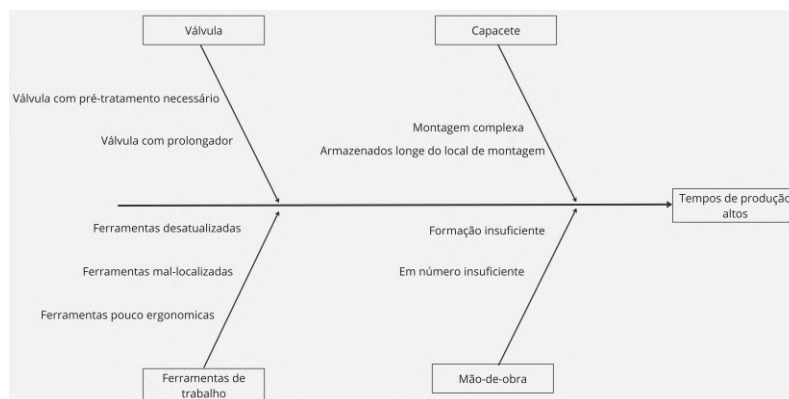 Válvula
Capacete
Válvula com pré-tratamento necessário
Válvula com prolongador
Montagem complexa
Armazenados longe do local de montagem
Tempos de produção
altos
Ferramentas desatualizadas
Ferramentas mal-localizadas
Ferramentas pouco ergonomicas
Formação insuficiente
Em número insuficiente
Ferramentas de
trabalho
Mão-de-obra